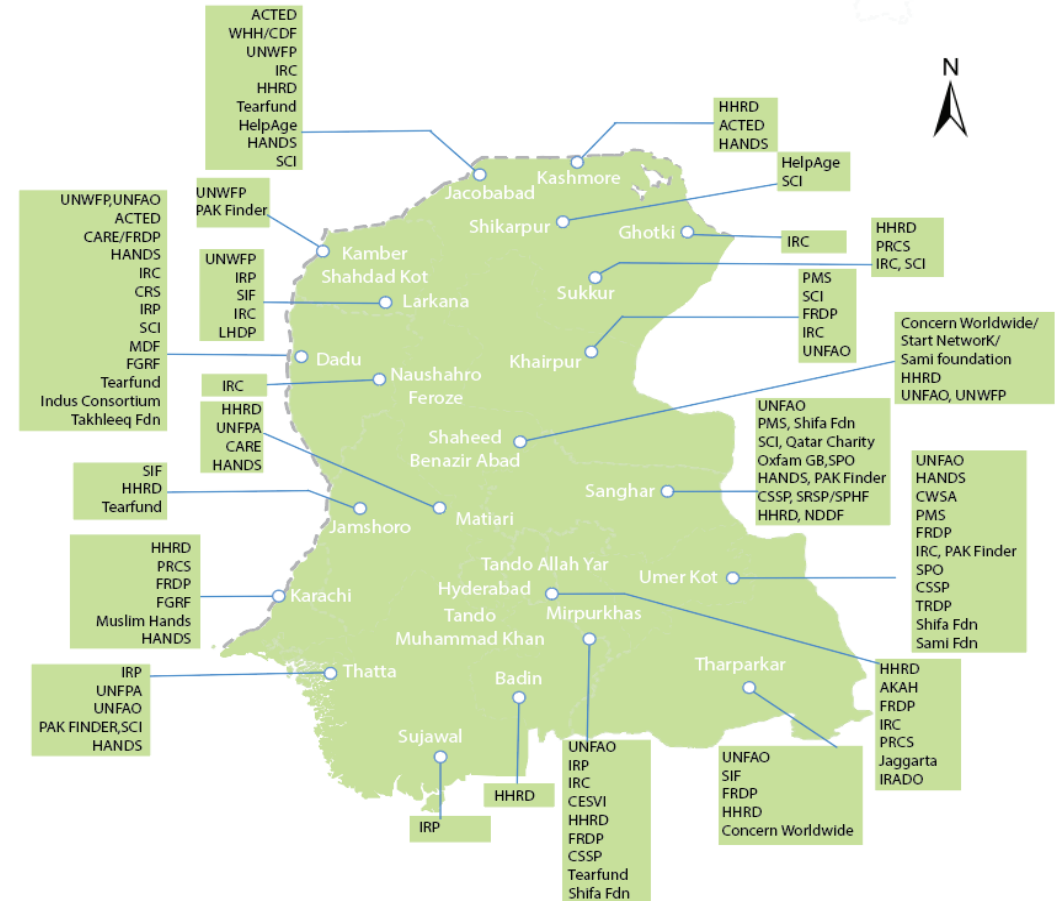 ACTED
WHH/CDF
UNWFP
IRC
HHRD
Tearfund
HelpAge
HANDS
SCI
N
HHRD
ACTED
HANDS
HelpAge
SCI
Jacobabad
Kashmore
Shikarpur
Ghotki
IRC
HHRD
PRCS
IRC, SCI
UNWFP,UNFAO
ACTED
CARE/FRDP
HANDS
IRC
CRS
IRP
SCI
MDF
FGRF
Tearfund
Indus Consortium
Takhleeq Fdn
UNWFP
PAK Finder
Kamber
Shahdad Kot
UNWFP
IRP
SIF
IRC
LHDP
Larkana
Sukkur
PMS
SCI
FRDP
IRC
UNFAO
Khairpur
Dadu
IRC
Naushahro
Feroze
Concern Worldwide/
Start NetworK/
Sami foundation
HHRD
UNFAO, UNWFP
HHRD
UNFPA
CARE
HANDS
Shaheed
Benazir Abad
UNFAO
PMS, Shifa Fdn
SCI, Qatar Charity
Oxfam GB,SPO
HANDS, PAK Finder
CSSP, SRSP/SPHF
HHRD, NDDF
Sanghar
UNFAO
HANDS
CWSA
PMS
FRDP
IRC, PAK Finder
SPO
CSSP
TRDP
Shifa Fdn
Sami Fdn
SIF
HHRD
Tearfund
Jamshoro
Matiari
HHRD
PRCS
FRDP
FGRF
Muslim Hands
HANDS
Karachi
Tando Allah Yar
Hyderabad
Tando
Muhammad Khan
Mirpurkhas
Umer Kot
IRP
UNFPA
UNFAO
PAK FINDER,SCI
HANDS
Thatta
Badin
Tharparkar
HHRD
AKAH
FRDP
IRC
PRCS
Jaggarta
IRADO
Sujawal
IRP
HHRD
UNFAO
IRP
IRC
CESVI
HHRD
FRDP
CSSP
Tearfund
Shifa Fdn
UNFAO
SIF
FRDP
HHRD
Concern Worldwide